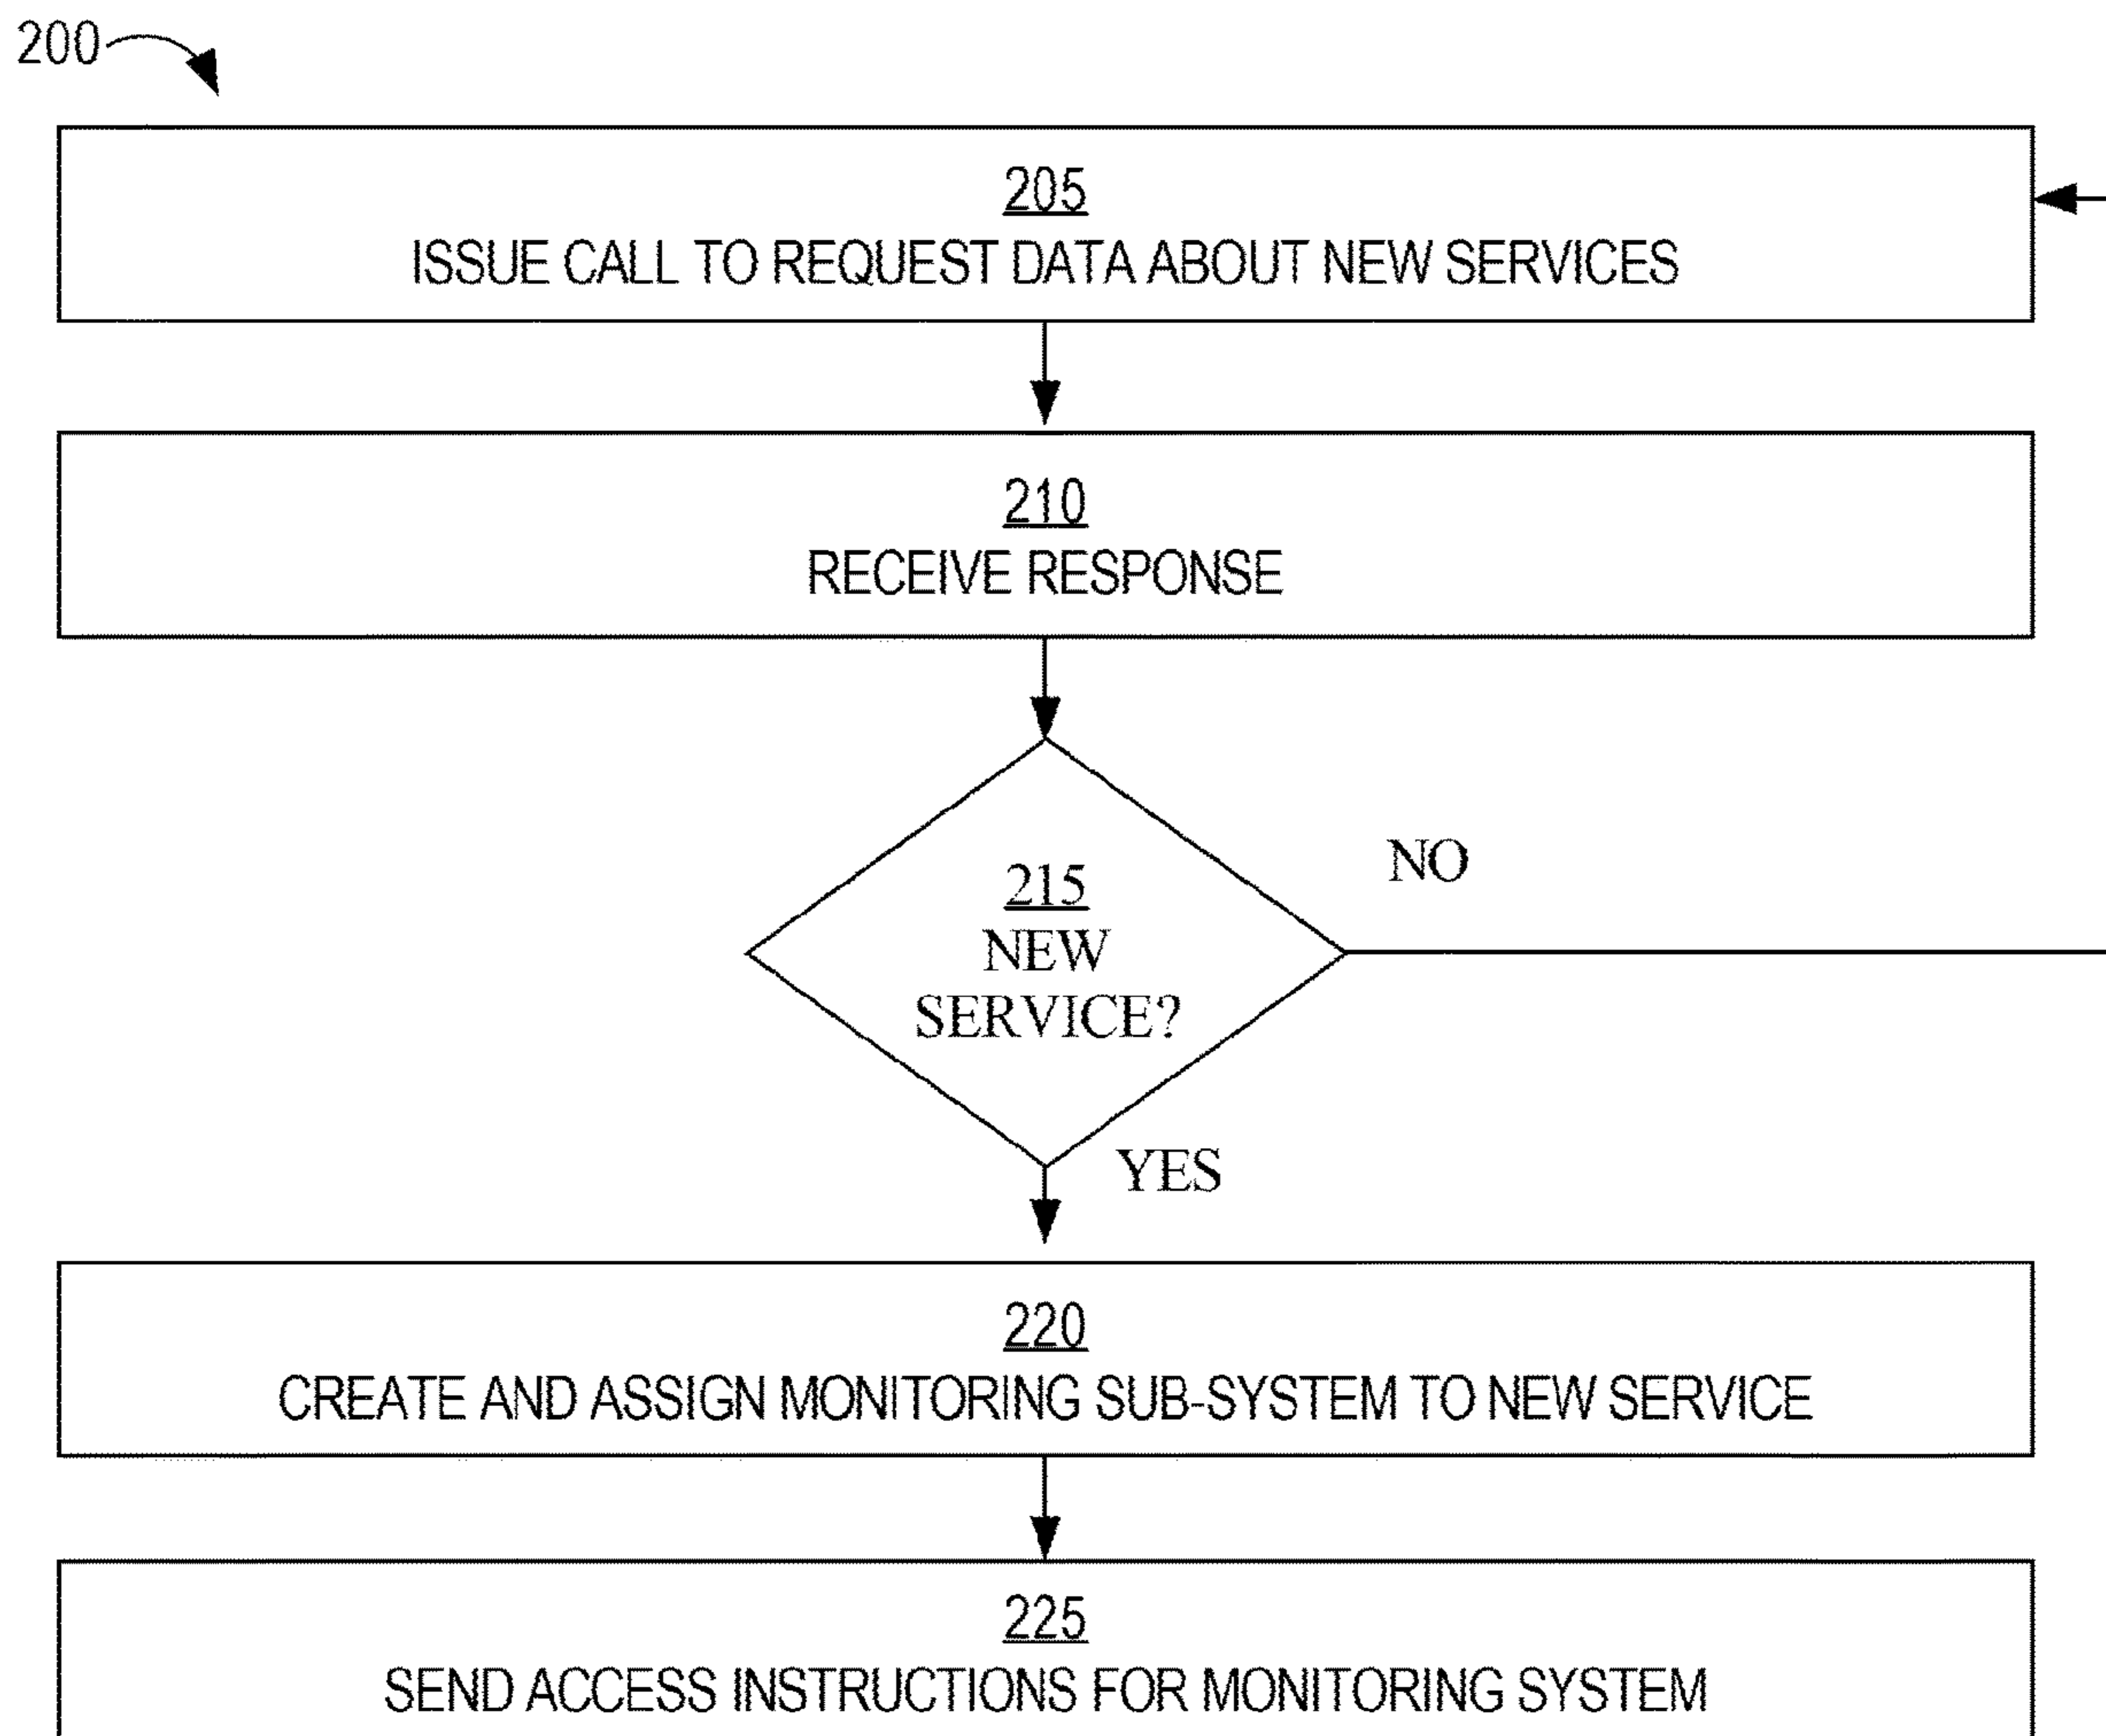 200
205
ISSUE CALL TO REQUEST DATA ABOUT NEW SERVICES
210
RECEIVE RESPONSE
215
NEW
SERVICE?
NO
YES
220
CREATE AND ASSIGN MONITORING SUB-SYSTEM TO NEW SERVICE
225
SEND ACCESS INSTRUCTIONS FOR MONITORING SYSTEM